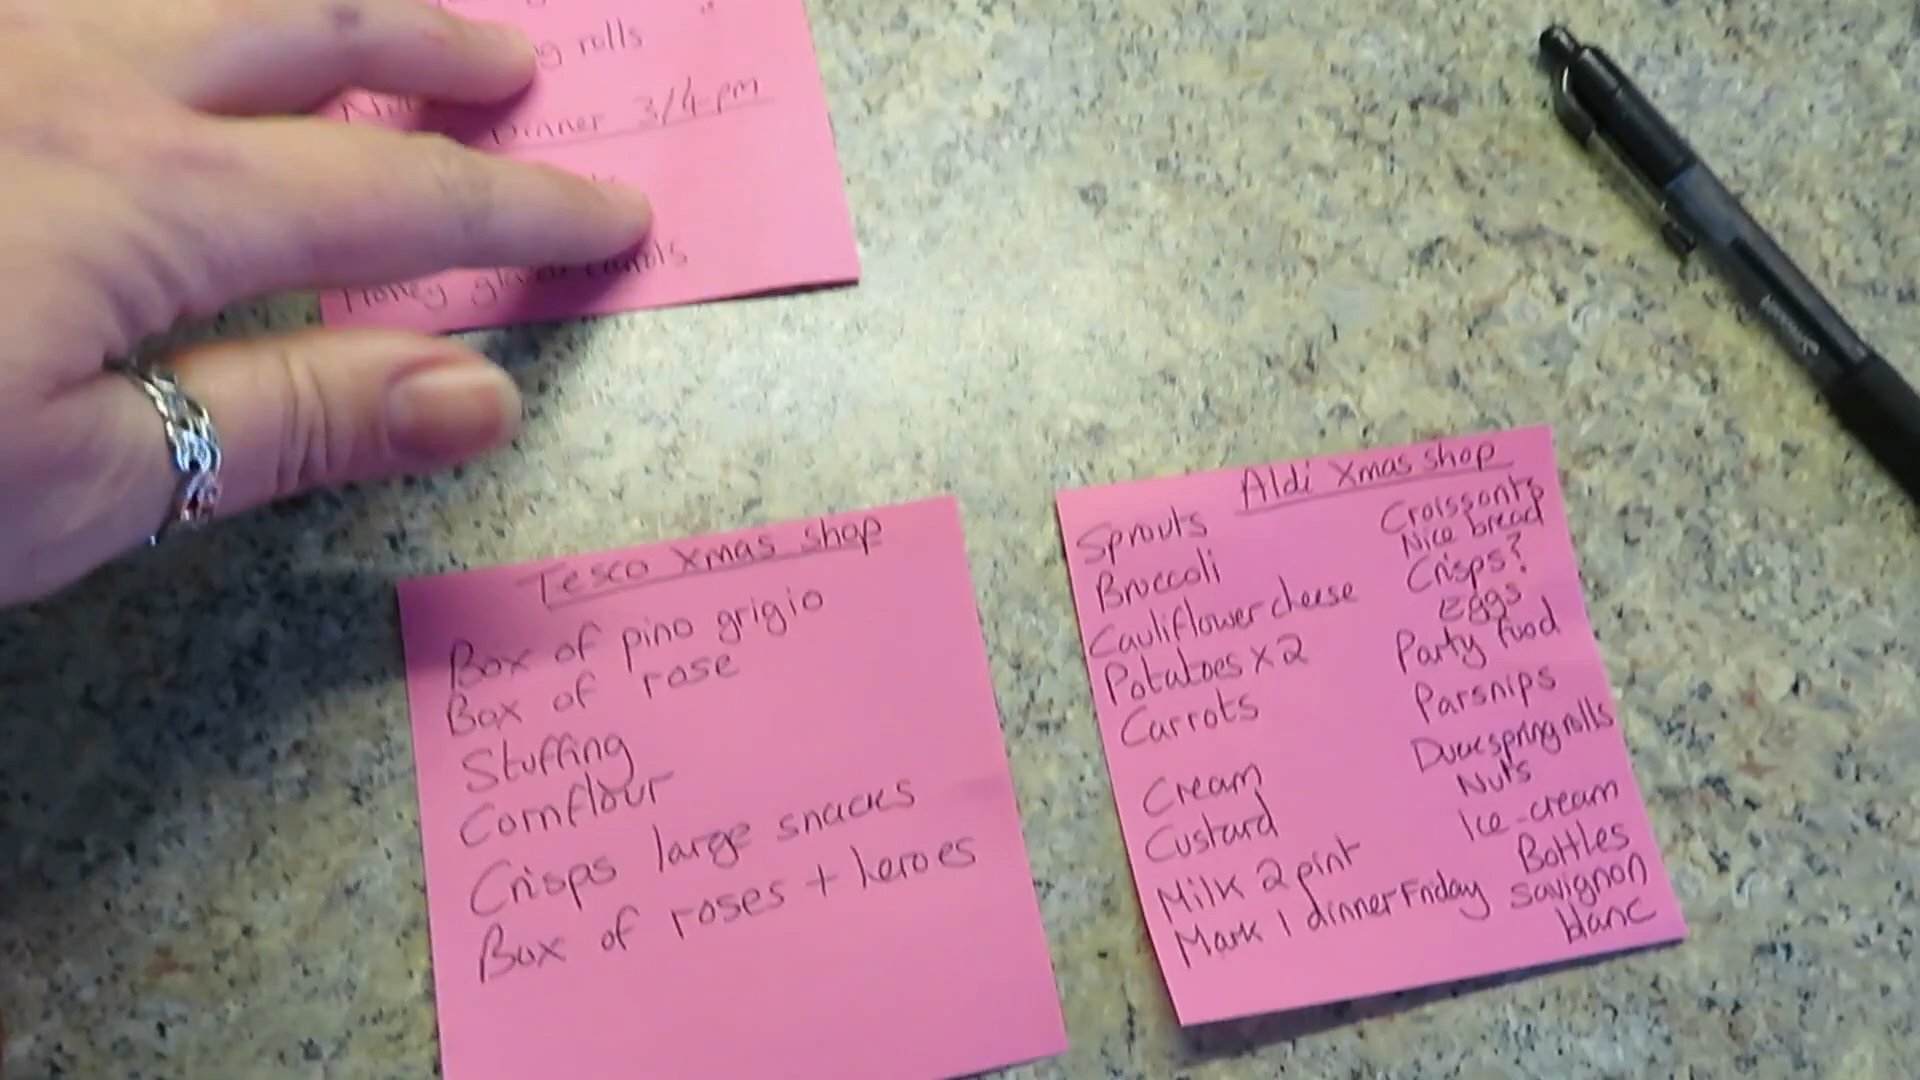 rolls
Dinner 3/4pm
Honey glazed carrots
Tesco Xmas shop
Box of pino grigio
Box of rose
Stuffing
Cornflour
Crisps large snacks
Box of roses + heroes
Aldi Xmas shop
Sprouts
Broccoli
Cauliflower cheese
Potatoes x 2
Carrots
Cream
Custard
Milk 2 pint
Mark 1 dinner Friday
Croissants
Nice bread
Crisps?
Eggs
Party food
Parsnips
Duck spring rolls
Nuts
Ice-cream
Bottles
savignon
blanc